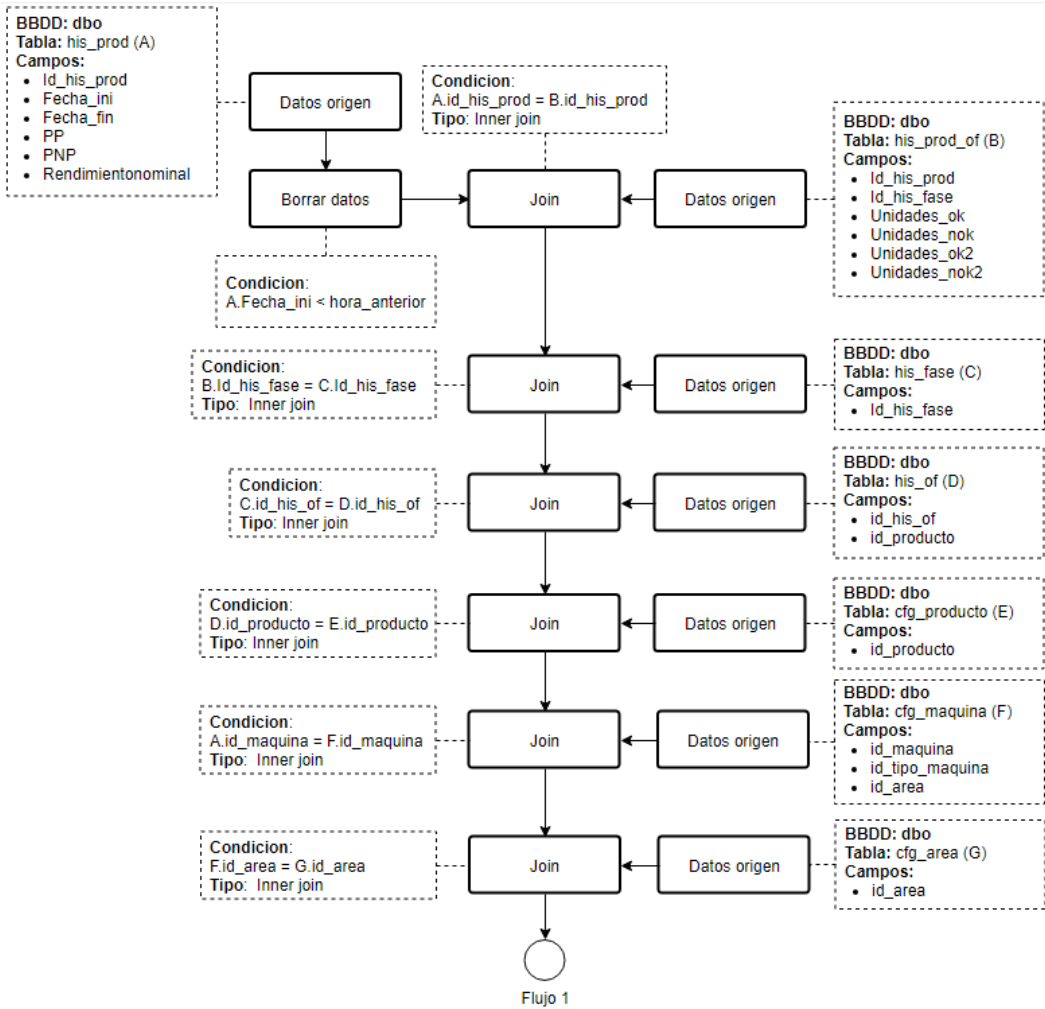 BBDD: dbo
Tabla: his_prod (A)
Campos:
Id_his_prod
Fecha_ini
Fecha_fin
PP
PNP
Rendimientonominal
Datos origen
Condicion:
A.id_his_prod = B.id_his_prod
Tipo: Inner join
BBDD: dbo
Tabla: his_prod_of (B)
Campos:
Id_his_prod
Id_his_fase
Unidades_ok
Unidades_nok
Unidades_ok2
Unidades_nok2
Borrar datos
Join
Datos origen
Condicion:
A.Fecha_ini < hora_anterior
Condicion:
B.Id_his_fase = C.Id_his_fase
Tipo: Inner join
Join
Datos origen
BBDD: dbo
Tabla: his_fase (C)
Campos:
Id_his_fase
Condicion:
C.id_his_of = D.id_his_of
Tipo: Inner join
Join
Datos origen
BBDD: dbo
Tabla: his_of (D)
Campos:
id_his_of
id_producto
Condicion:
D.id_producto = E.id_producto
Tipo: Inner join
Join
Datos origen
BBDD: dbo
Tabla: cfg_producto (E)
Campos:
id_producto
Condicion:
A.id_maquina = F.id_maquina
Tipo: Inner join
Join
Datos origen
BBDD: dbo
Tabla: cfg_maquina (F)
Campos:
id_maquina
id_tipo_maquina
id_area
Condicion:
F.id_area = G.id_area
Tipo: Inner join
Join
Datos origen
BBDD: dbo
Tabla: cfg_area (G)
Campos:
id_area
Flujo 1